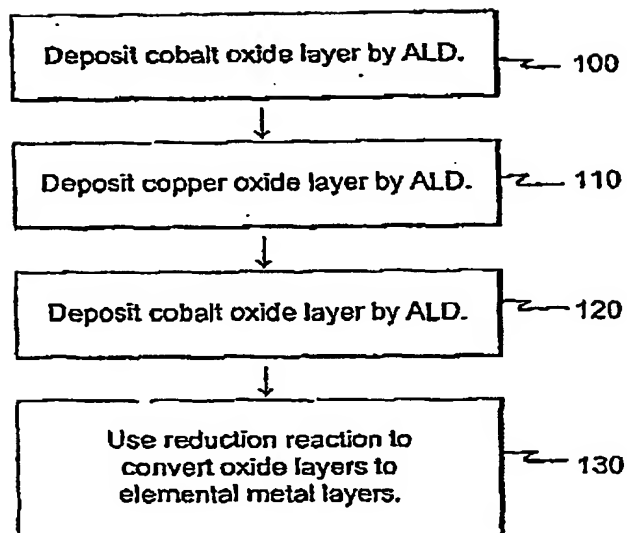 Deposit cobalt oxide layer by ALD.
100
Deposit copper oxide layer by ALD.
110
Deposit cobalt oxide layer by ALD.
120
Use reduction reaction to
convert oxide layers to
elemental metal layers.
130